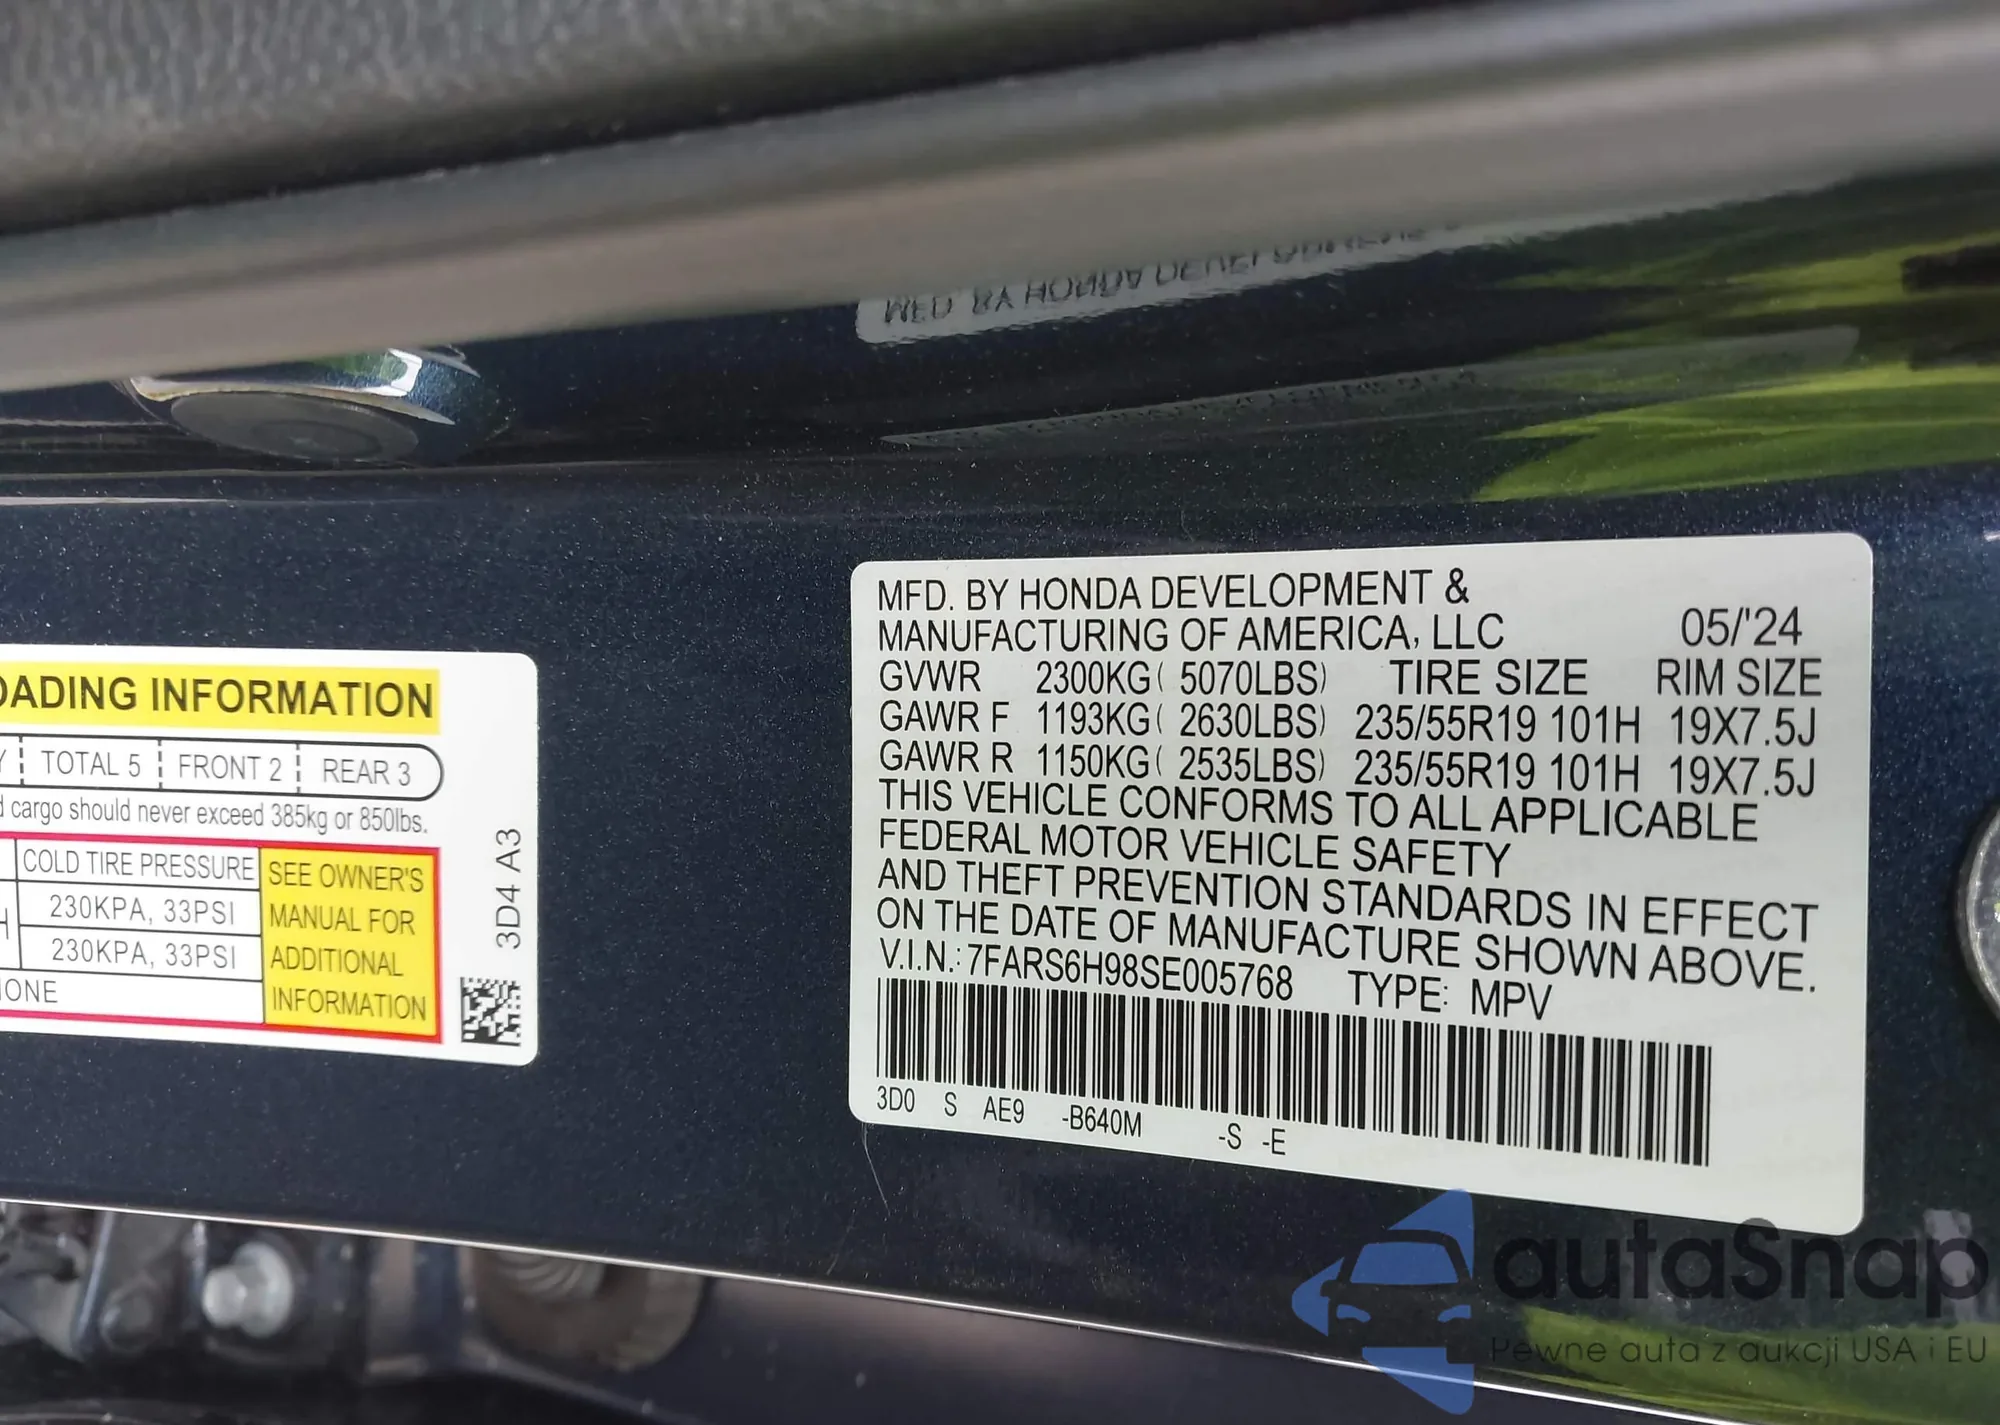 MFD. BY HONDA DEVELOPMENT &
MANUFACTURING OF AMERICA, LLC 05/'24
GVWR 2300KG( 5070LBS) TIRE SIZE RIM SIZE
GAWR F 1193KG( 2630LBS) 235/55R19 101H 19X7.5J
GAWR R 1150KG( 2535LBS) 235/55R19 101H 19X7.5J
THIS VEHICLE CONFORMS TO ALL APPLICABLE
FEDERAL MOTOR VEHICLE SAFETY
AND THEFT PREVENTION STANDARDS IN EFFECT
ON THE DATE OF MANUFACTURE SHOWN ABOVE.
V.I.N.: 7FARS6H98SE005768 TYPE: MPV
3D0 S AE9 -B640M -S -E
OADING INFORMATION
Y TOTAL 5 FRONT 2 REAR 3
d cargo should never exceed 385kg or 850lbs.
COLD TIRE PRESSURE
H 230KPA, 33PSI
230KPA, 33PSI
IONE
SEE OWNER'S
MANUAL FOR
ADDITIONAL
INFORMATION
3D4 A3
autaSnap
Pewne auta z aukcji USA i EU